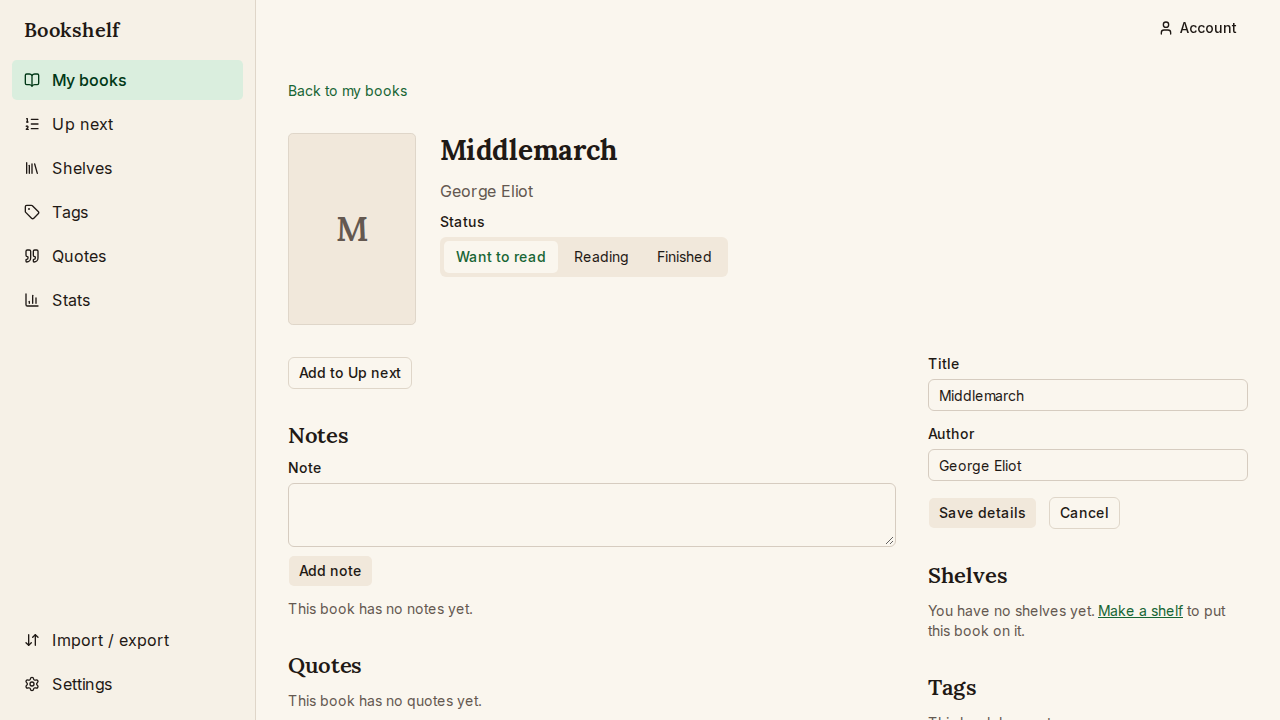 Bookshelf
My books
Up next
Shelves
Tags
Quotes
Stats
Import / export
Settings
Account
Back to my books
M
Middlemarch
George Eliot
Status
Want to read
Reading
Finished
Add to Up next
Notes
Note
Add note
This book has no notes yet.
Quotes
This book has no quotes yet.
Title
Middlemarch
Author
George Eliot
Save details
Cancel
Shelves
You have no shelves yet. Make a shelf to put
this book on it.
Tags